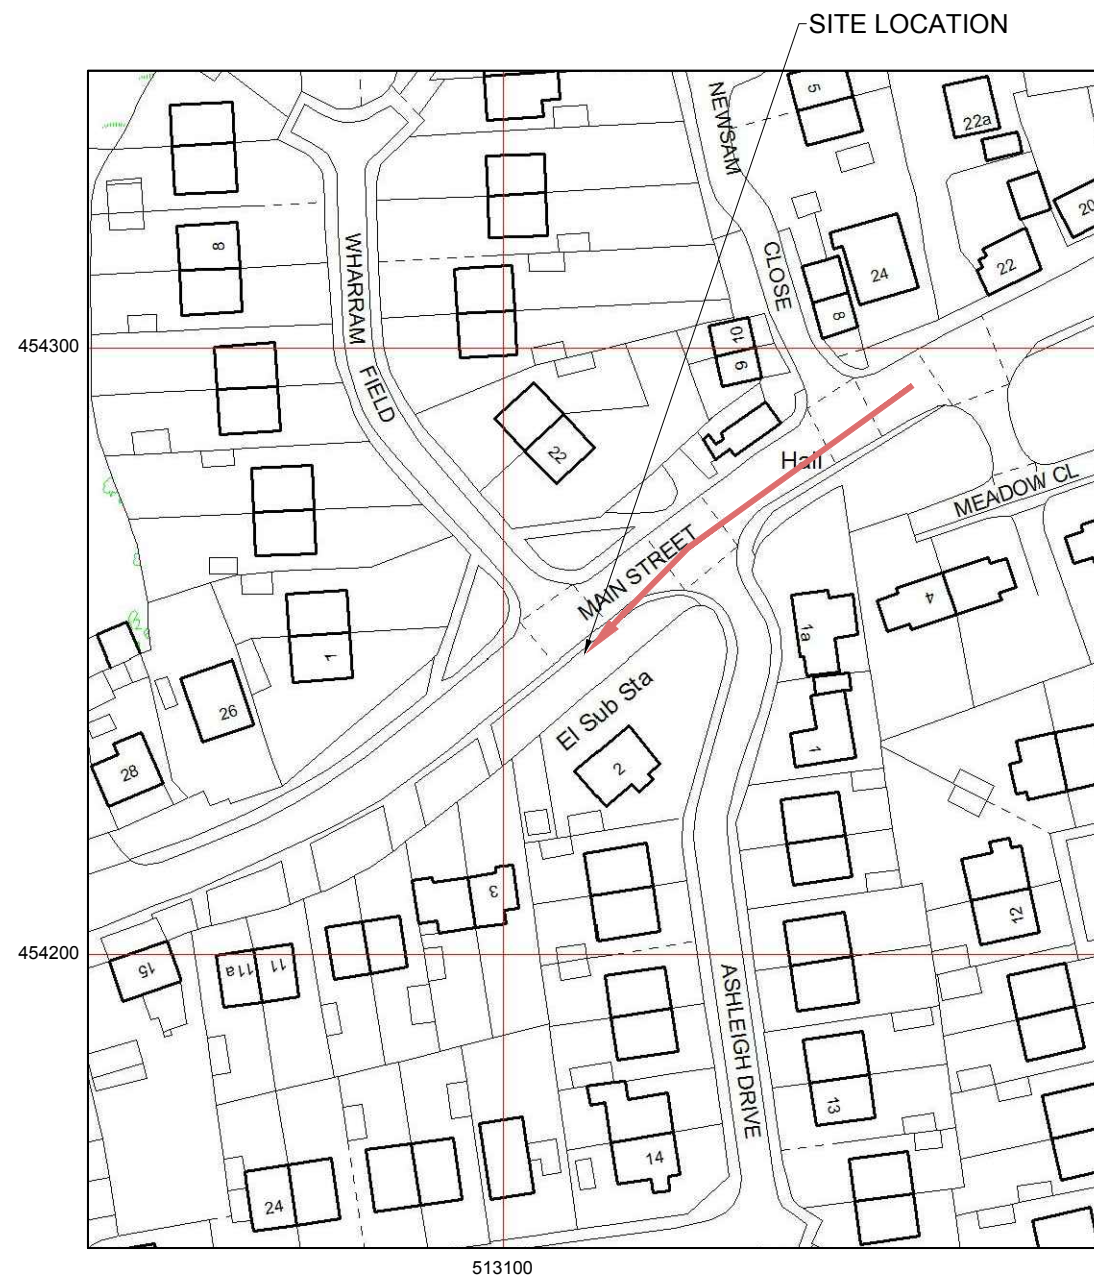 SITE LOCATION
NEWSAM
CLOSE
5
22a
20
22
24
8
8
WHARRAM
FIELD
454300
10
9
22
Hall
MEADOW CL
MAIN STREET
4
1a
1
1
El Sub Sta
2
26
28
3
12
15
11a
11
454200
ASHLEIGH DRIVE
13
14
24
513100